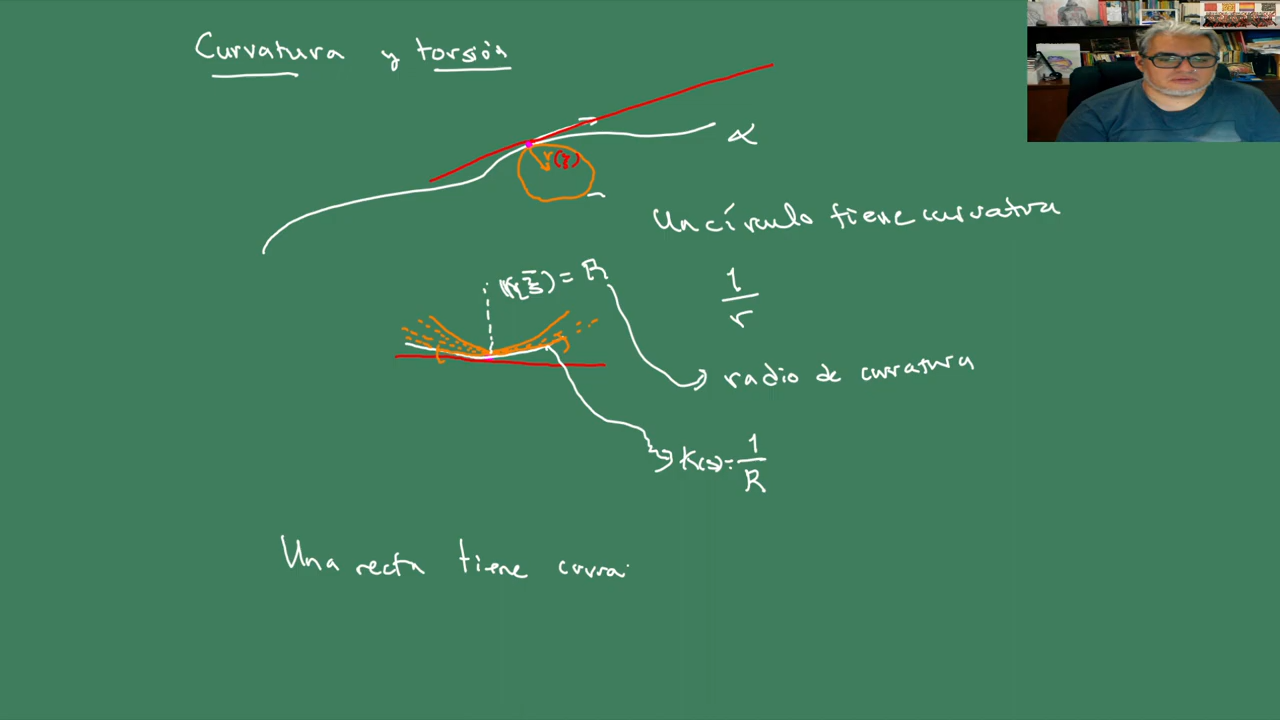 Curvatura y torsión
α
r(ξ)
Un círculo tiene curvatura
1/r
r(ξ) = R
radio de curvatura
K(s) = 1/R
Una recta tiene curva